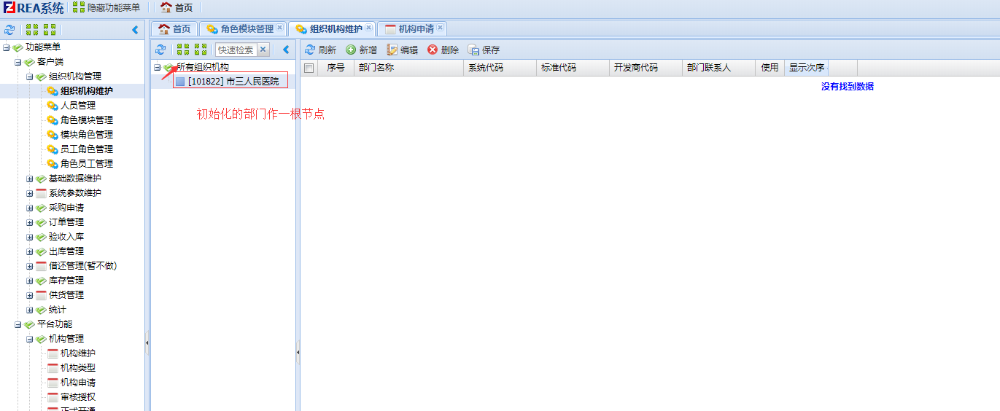 REA系统 隐藏功能菜单 首页
首页 角色模块管理 组织机构维护 机构申请
功能菜单
客户端
组织机构管理
组织机构维护
人员管理
角色模块管理
模块角色管理
员工角色管理
角色员工管理
基础数据维护
系统参数维护
采购申请
订单管理
验收入库
出库管理
借还管理(暂不做)
库存管理
供货管理
统计
平台功能
机构管理
机构维护
机构类型
机构申请
审核授权
正式开通
快速检索
所有组织机构
[101822] 市三人民医院
初始化的部门作一根节点
刷新 新增 编辑 删除 保存
序号 部门名称 系统代码 标准代码 开发商代码 部门联系人 使用 显示次序
没有找到数据